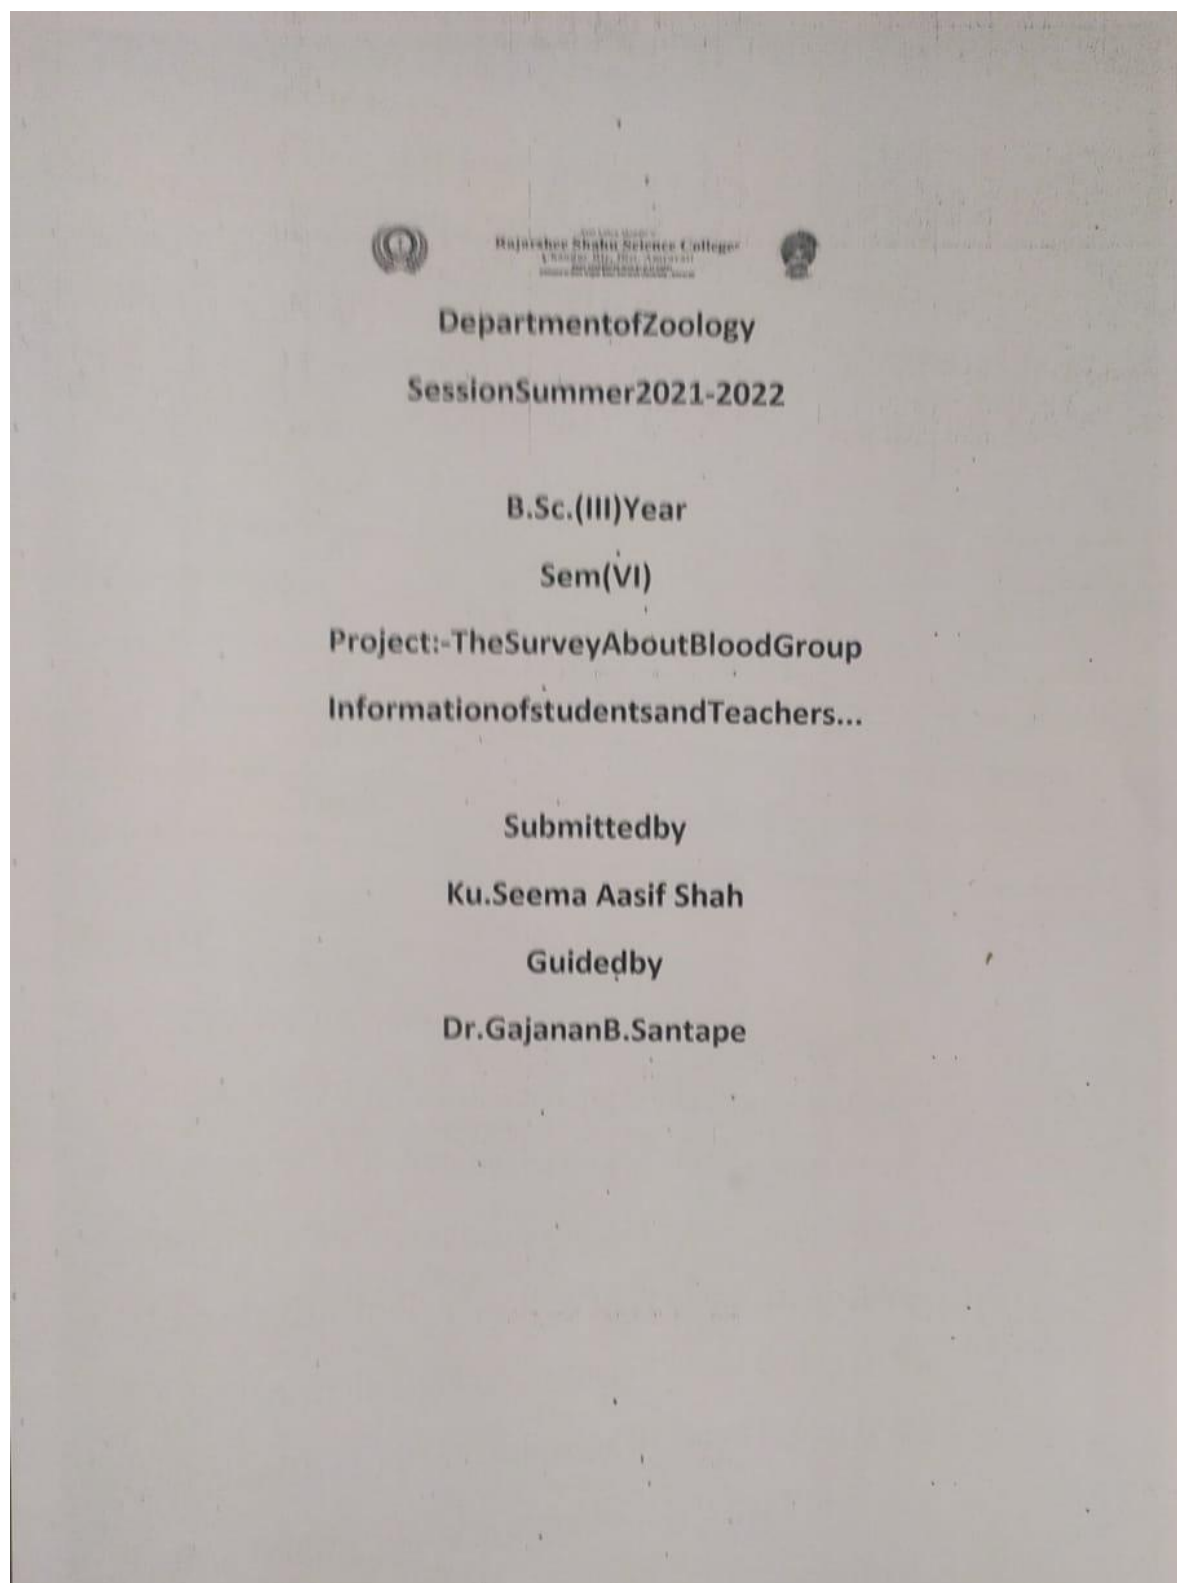 Rajarshee Shahu Science College
DepartmentofZoology
SessionSummer2021-2022
B.Sc.(III)Year
Sem(VI)
Project:-TheSurveyAboutBloodGroup
InformationofstudentsandTeachers...
Submittedby
Ku.Seema Aasif Shah
Guidedby
Dr.GajananB.Santape